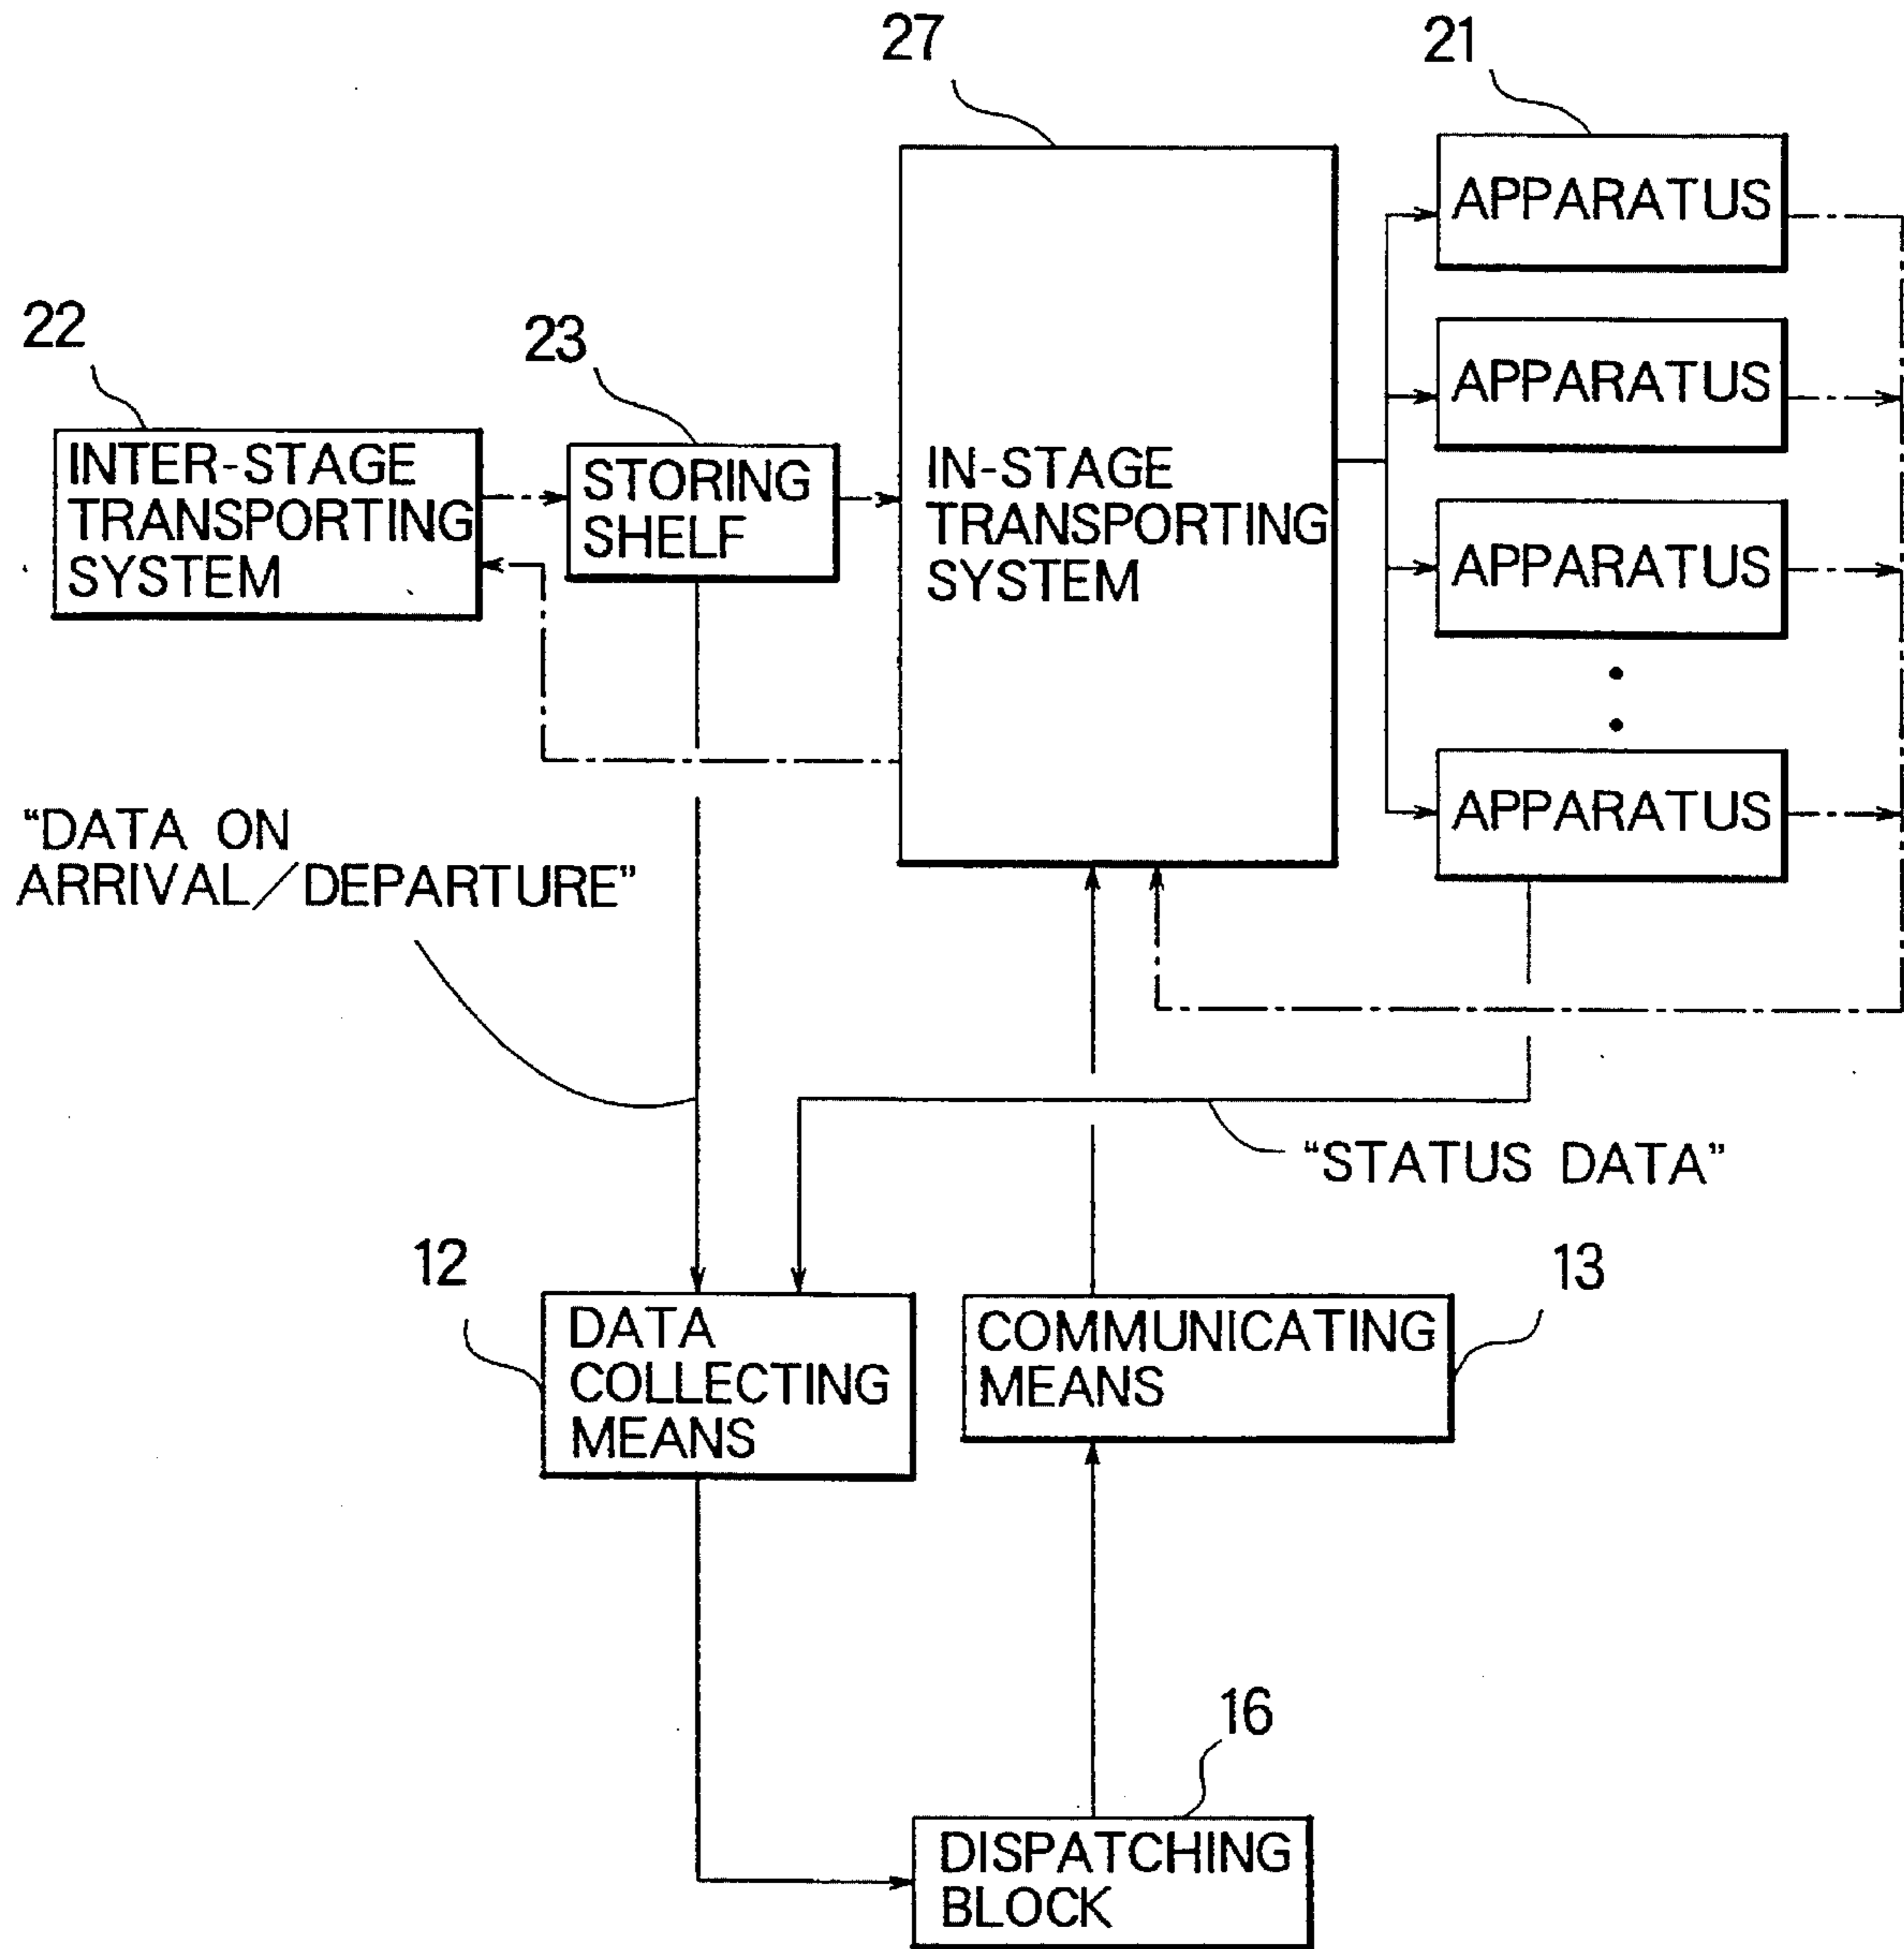 27
21
APPARATUS
22
23
APPARATUS
INTER-STAGE
TRANSPORTING
SYSTEM
STORING
SHELF
IN-STAGE
TRANSPORTING
SYSTEM
APPARATUS
APPARATUS
“DATA ON
ARRIVAL/DEPARTURE”
“STATUS DATA”
12
13
DATA
COLLECTING
MEANS
COMMUNICATING
MEANS
16
DISPATCHING
BLOCK